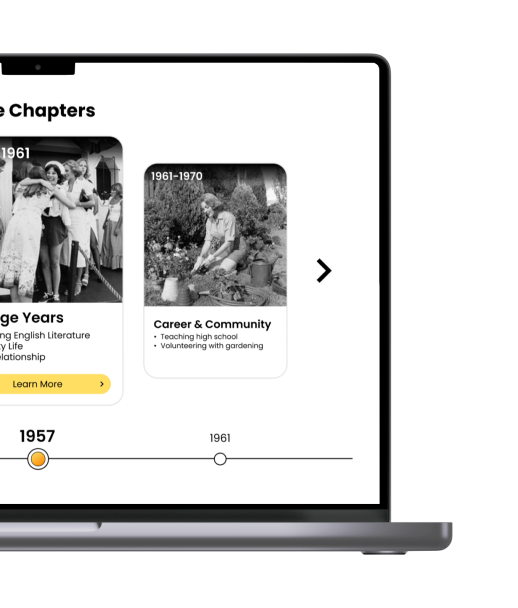 e Chapters
1961
ge Years
ng English Literature
ty Life
elationship
Learn More
1961-1970
Career & Community
• Teaching high school
• Volunteering with gardening
1957
1961